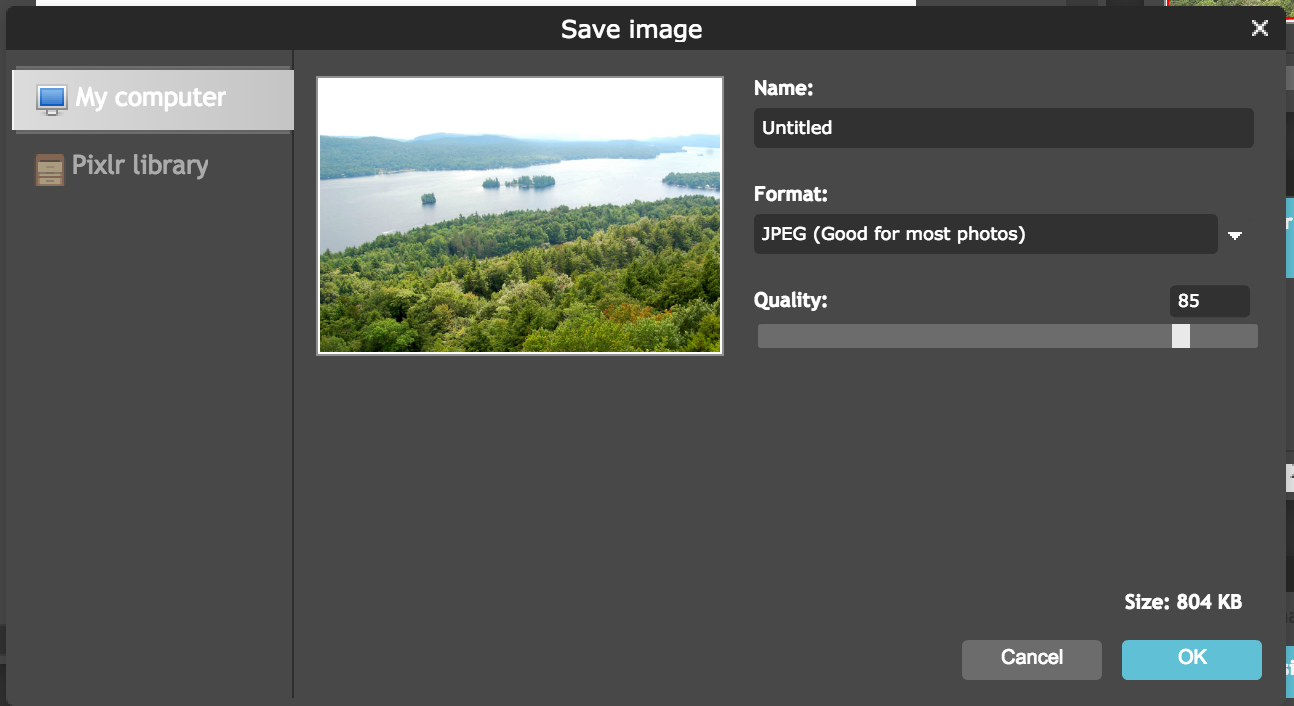 Save image
My computer
Pixlr library
Name:
Untitled
Format:
JPEG (Good for most photos)
Quality:
85
Size: 804 KB
Cancel
OK